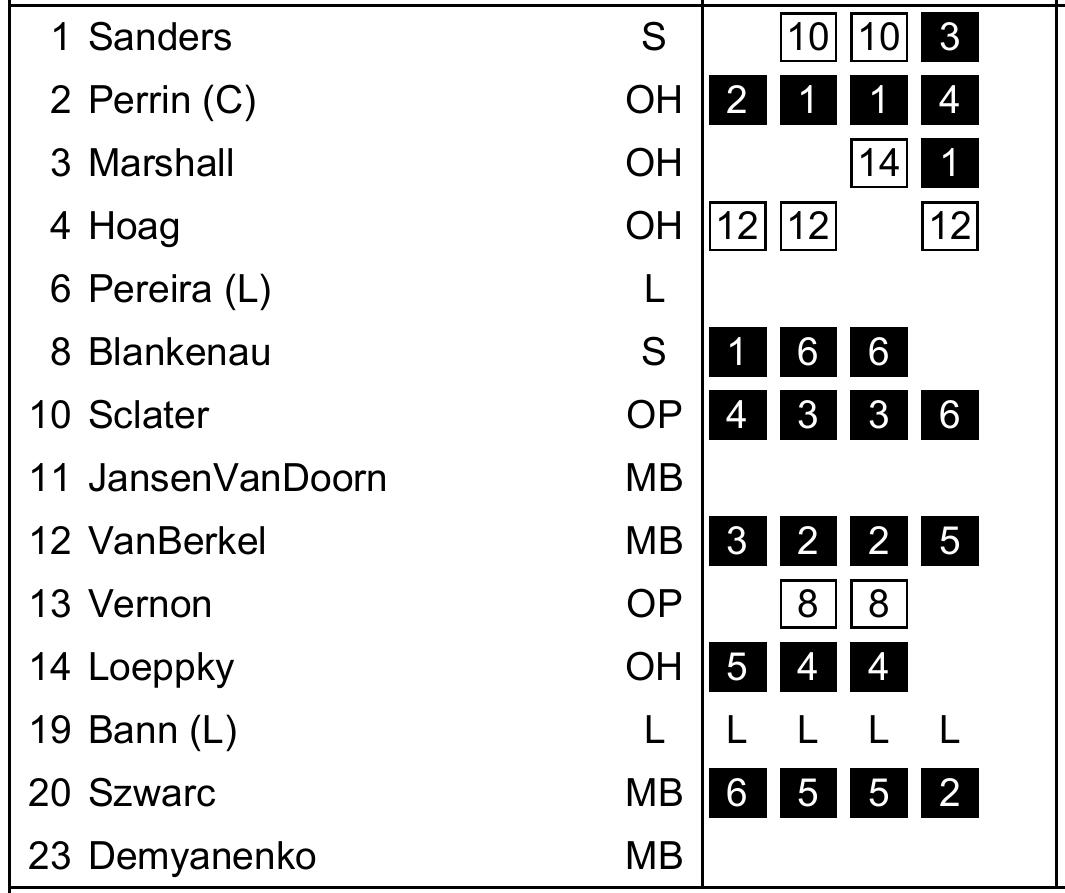 1 Sanders S 10 10 3
2 Perrin (C) OH 2 1 1 4
3 Marshall OH 14 1
4 Hoag OH 12 12 12
6 Pereira (L) L
8 Blankenau S 1 6 6
10 Sclater OP 4 3 3 6
11 JansenVanDoorn MB
12 VanBerkel MB 3 2 2 5
13 Vernon OP 8 8
14 Loeppky OH 5 4 4
19 Bann (L) L L L L L
20 Szwarc MB 6 5 5 2
23 Demyanenko MB